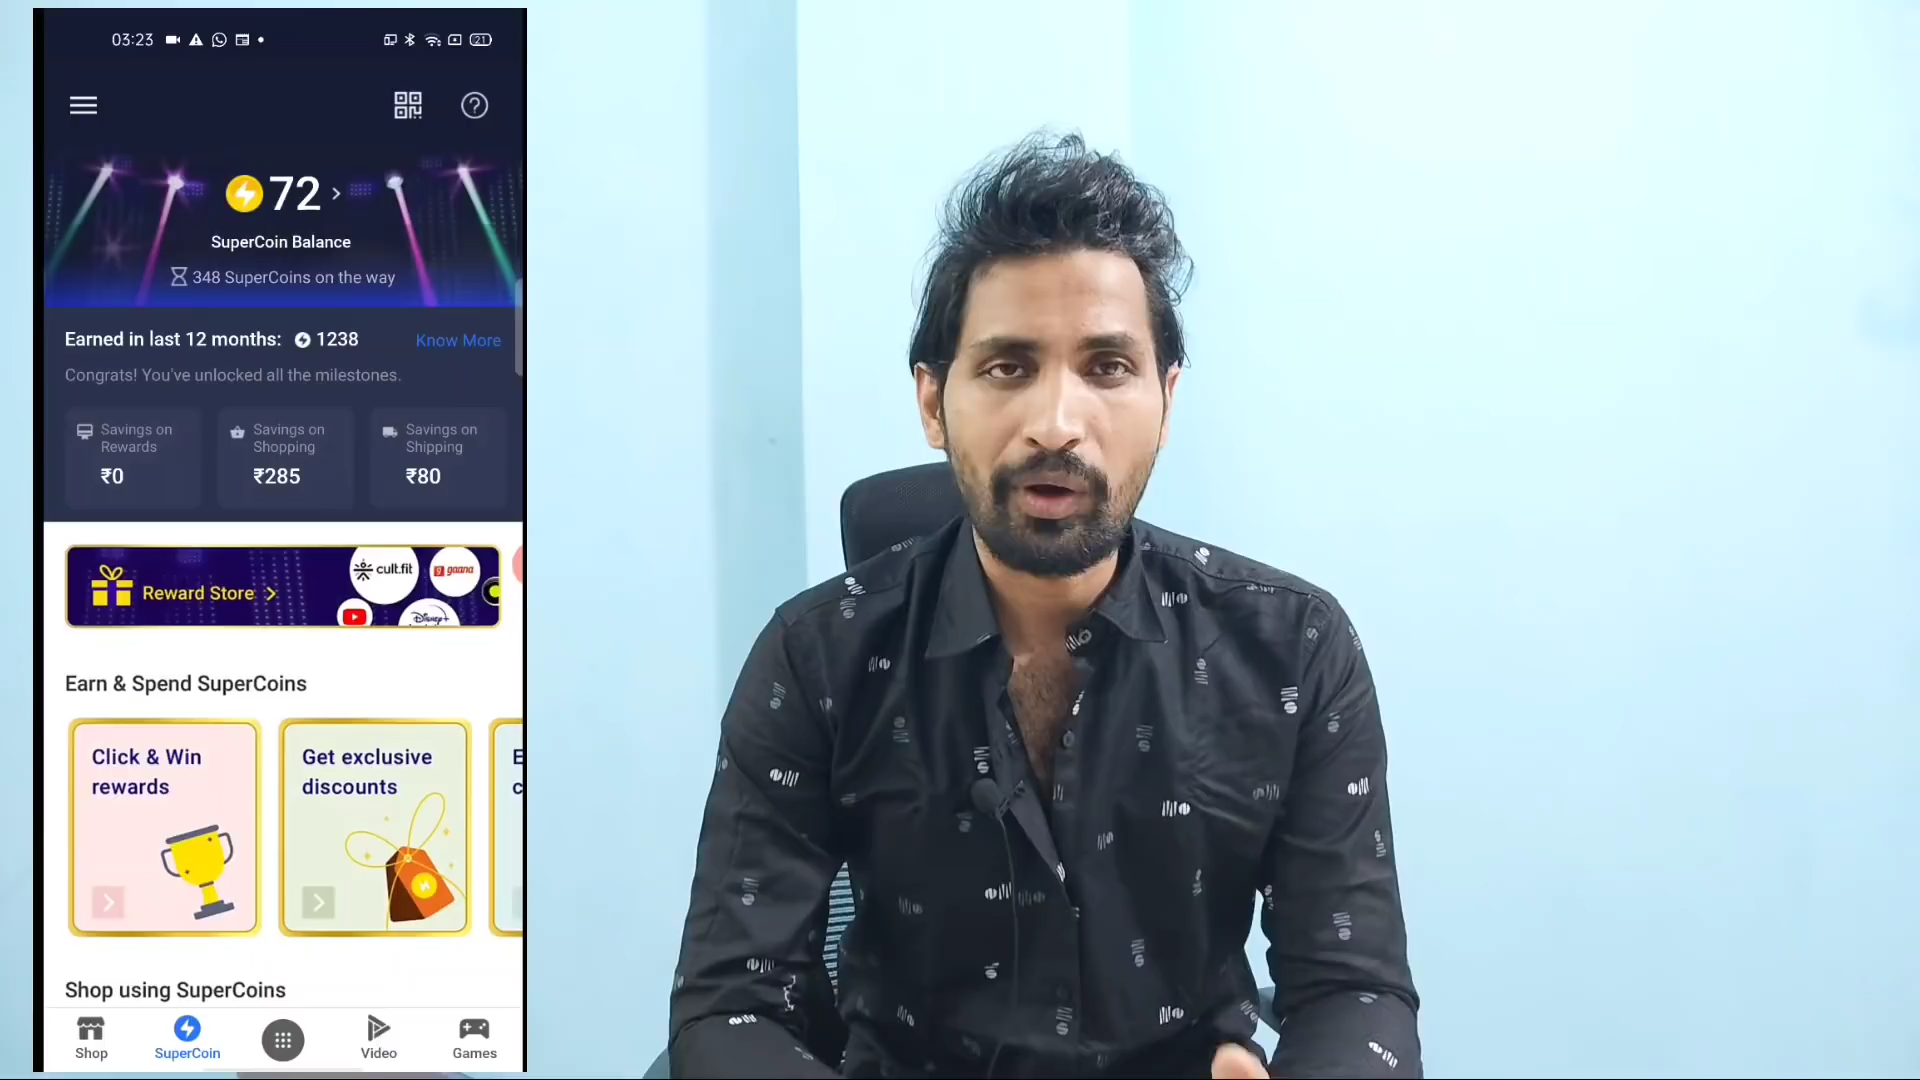 03:23
21
72
SuperCoin Balance
348 SuperCoins on the way
Earned in last 12 months: 1238 Know More
Congrats! You've unlocked all the milestones.
Savings on
Rewards
₹0
Savings on
Shopping
₹285
Savings on
Shipping
₹80
cult.fit
gaana
Reward Store
Disney+
Earn & Spend SuperCoins
Click & Win
rewards
Get exclusive
discounts
Shop using SuperCoins
Shop
SuperCoin
Video
Games